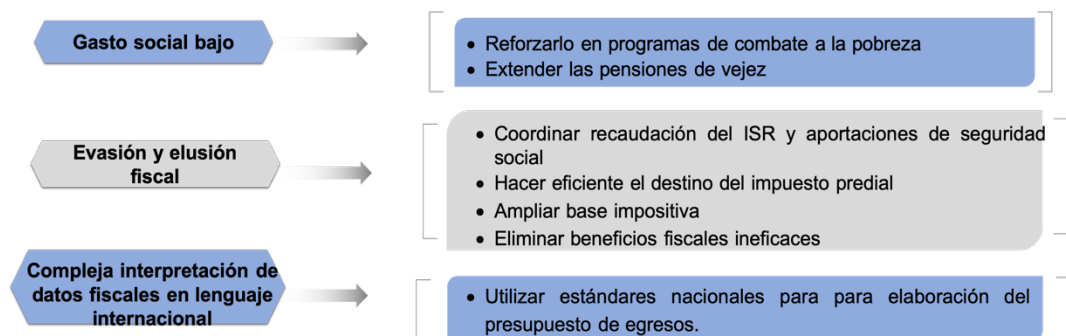 Gasto social bajo
• Reforzarlo en programas de combate a la pobreza
• Extender las pensiones de vejez
Evasión y elusión
fiscal
• Coordinar recaudación del ISR y aportaciones de seguridad
social
• Hacer eficiente el destino del impuesto predial
• Ampliar base impositiva
• Eliminar beneficios fiscales ineficaces
Compleja interpretación de
datos fiscales en lenguaje
internacional
• Utilizar estándares nacionales para para elaboración del
presupuesto de egresos.